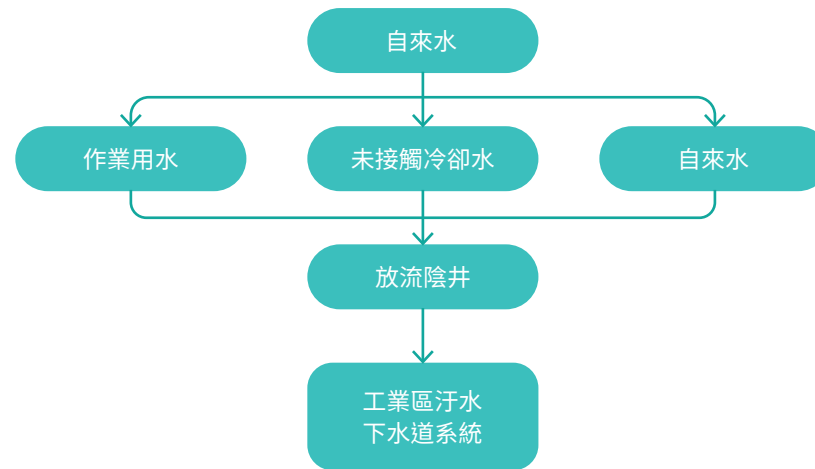 自來水
作業用水
未接觸冷卻水
自來水
放流陰井
工業區汙水
下水道系統